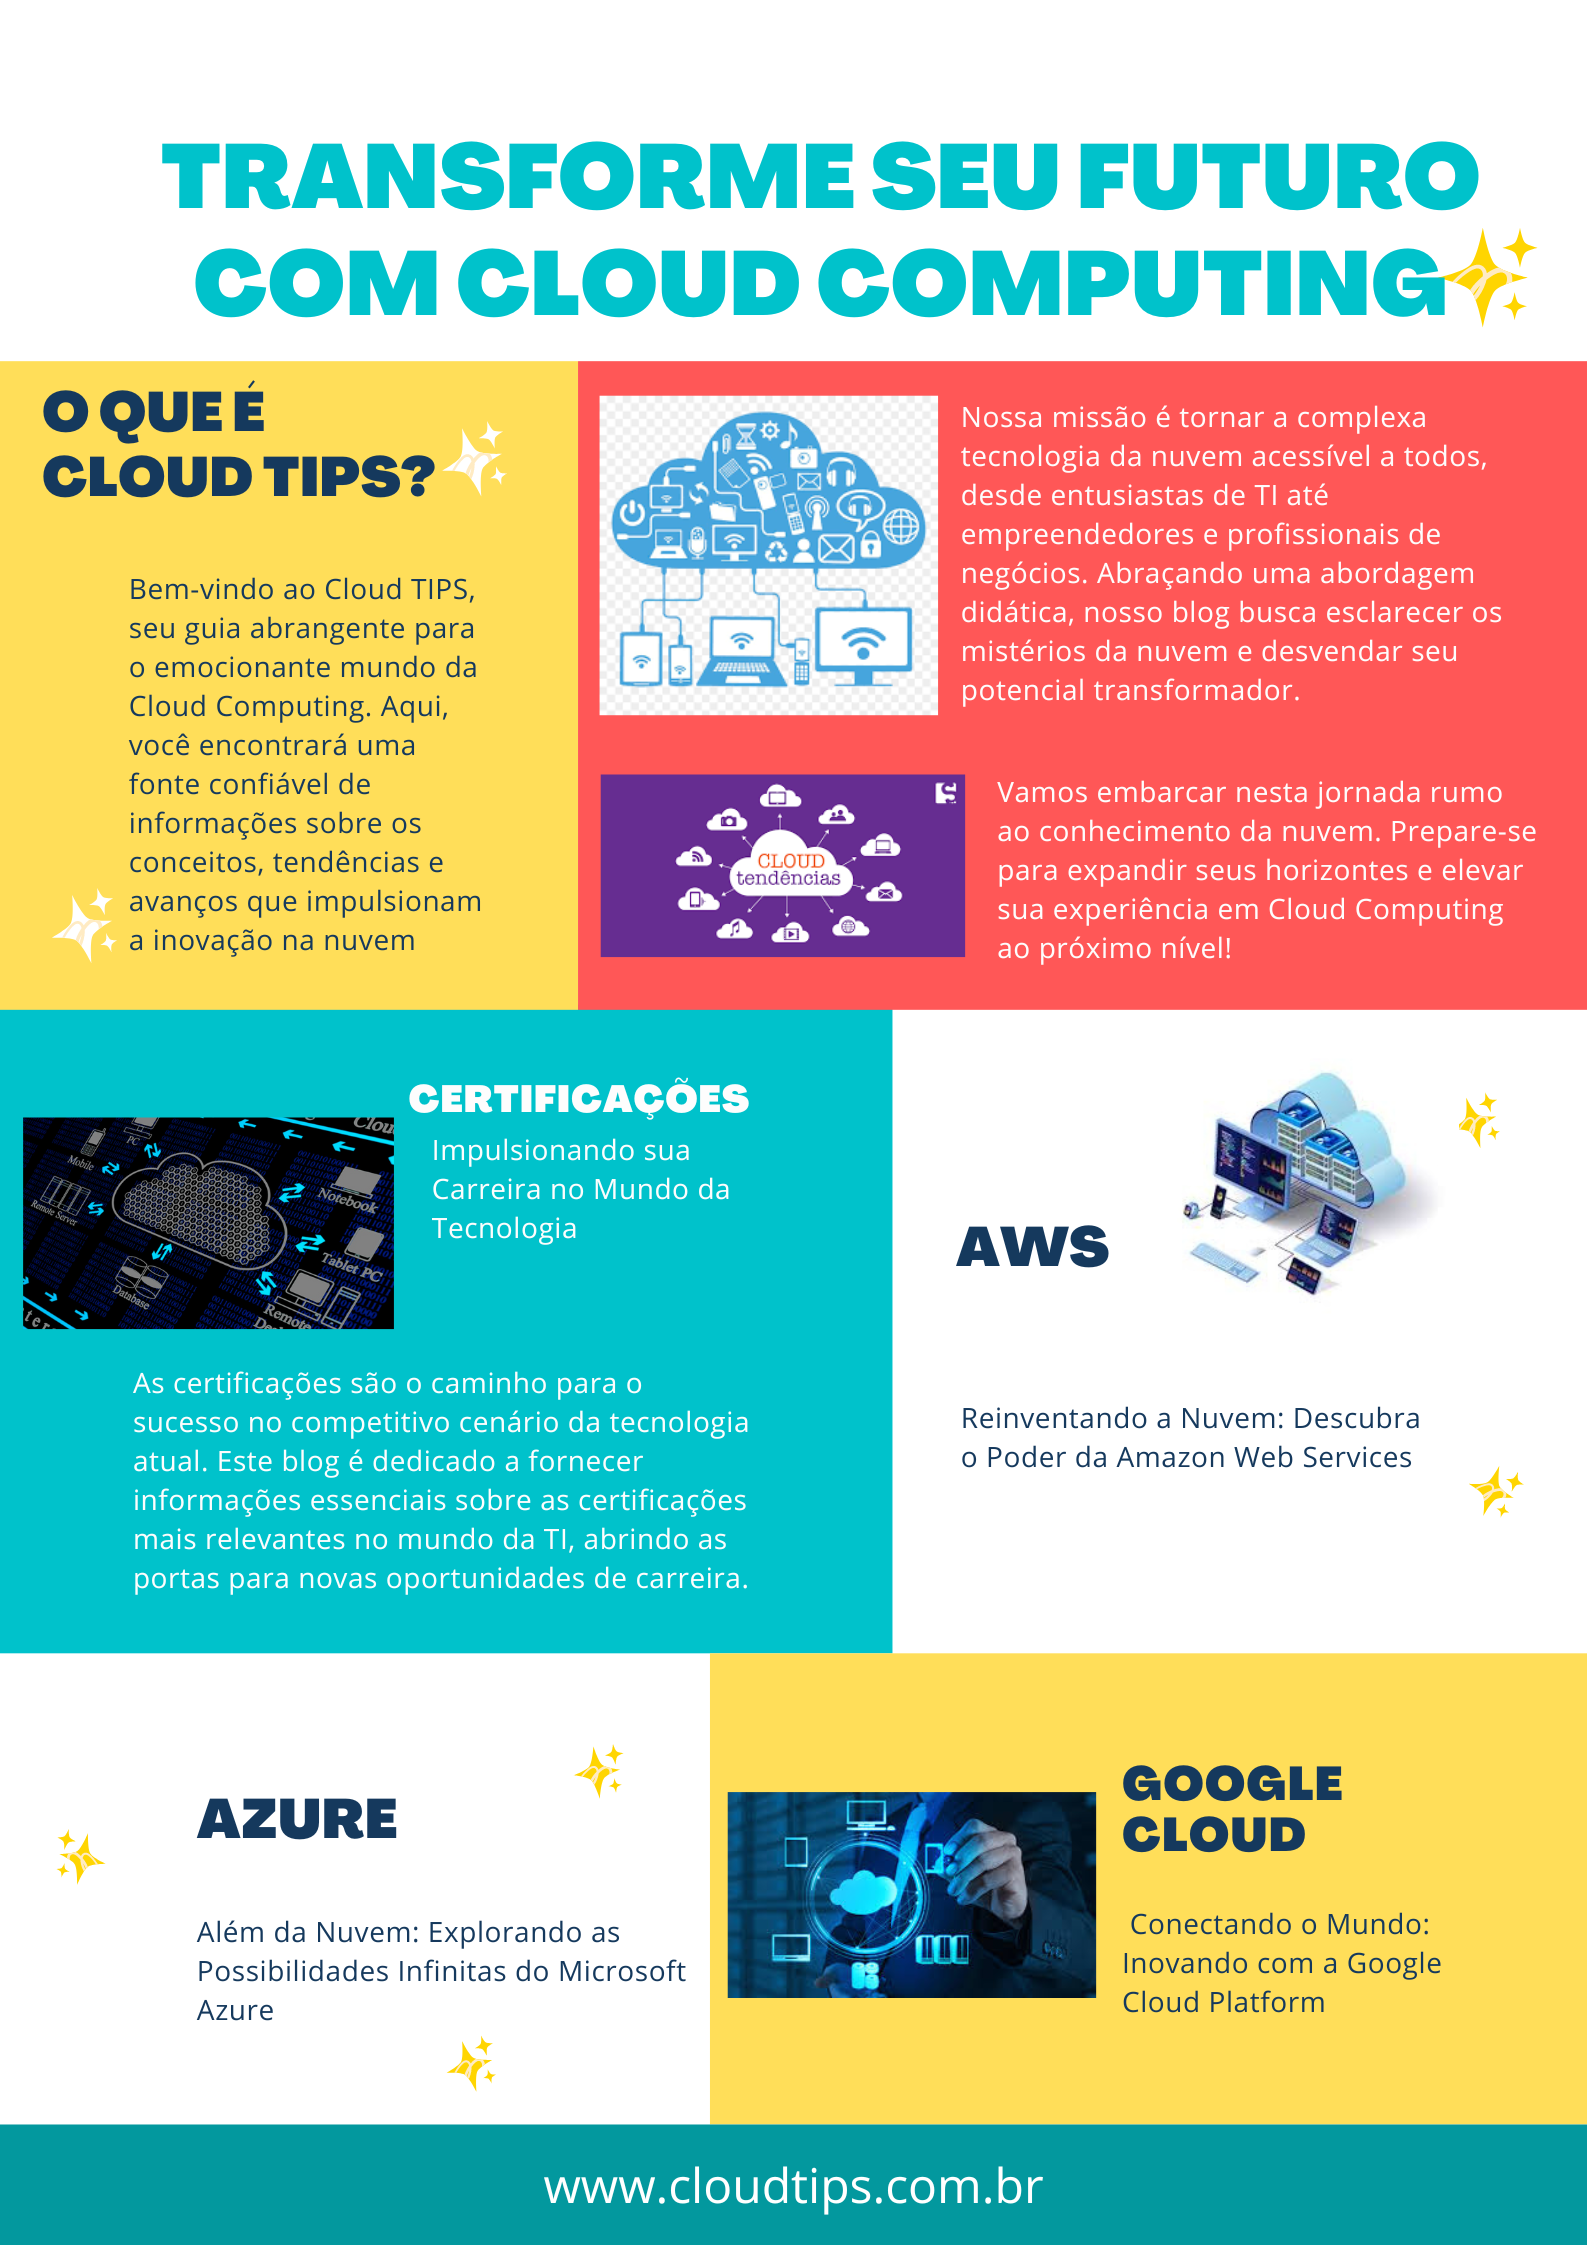 TRANSFORME SEU FUTURO
COM CLOUD COMPUTING
O QUE É
CLOUD TIPS?
Bem-vindo ao Cloud TIPS,
seu guia abrangente para
o emocionante mundo da
Cloud Computing. Aqui,
você encontrará uma
fonte confiável de
informações sobre os
conceitos, tendências e
avanços que impulsionam
a inovação na nuvem
Nossa missão é tornar a complexa
tecnologia da nuvem acessível a todos,
desde entusiastas de TI até
empreendedores e profissionais de
negócios. Abraçando uma abordagem
didática, nosso blog busca esclarecer os
mistérios da nuvem e desvendar seu
potencial transformador.
CLOUD
tendências
Vamos embarcar nesta jornada rumo
ao conhecimento da nuvem. Prepare-se
para expandir seus horizontes e elevar
sua experiência em Cloud Computing
ao próximo nível!
CERTIFICAÇÕES
Impulsionando sua
Carreira no Mundo da
Tecnologia
PC
Mobile
Remote Server
Database
Notebook
Tablet PC
Remote
Clou
As certificações são o caminho para o
sucesso no competitivo cenário da tecnologia
atual. Este blog é dedicado a fornecer
informações essenciais sobre as certificações
mais relevantes no mundo da TI, abrindo as
portas para novas oportunidades de carreira.
AWS
Reinventando a Nuvem: Descubra
o Poder da Amazon Web Services
AZURE
Além da Nuvem: Explorando as
Possibilidades Infinitas do Microsoft
Azure
GOOGLE
CLOUD
Conectando o Mundo:
Inovando com a Google
Cloud Platform
www.cloudtips.com.br